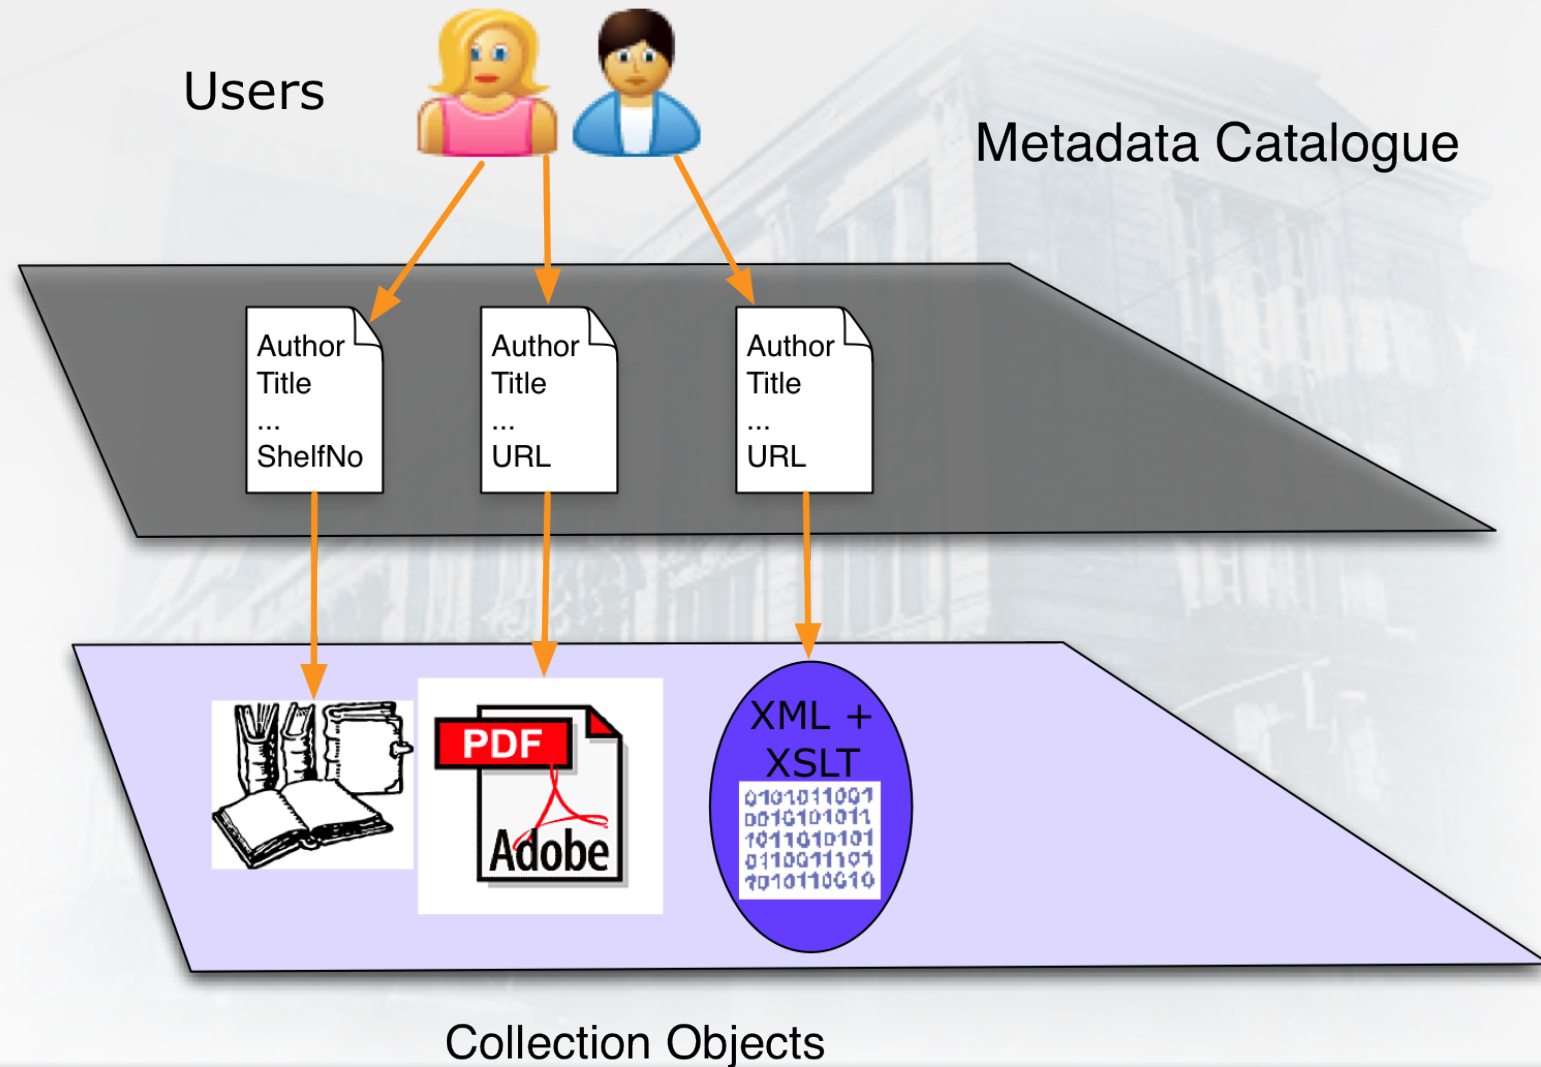 Users
Metadata Catalogue
Author
Title
...
ShelfNo
Author
Title
...
URL
Author
Title
...
URL
PDF
Adobe
XML +
XSLT
0101011001
0010101011
1011010101
0110011101
1010110010
Collection Objects